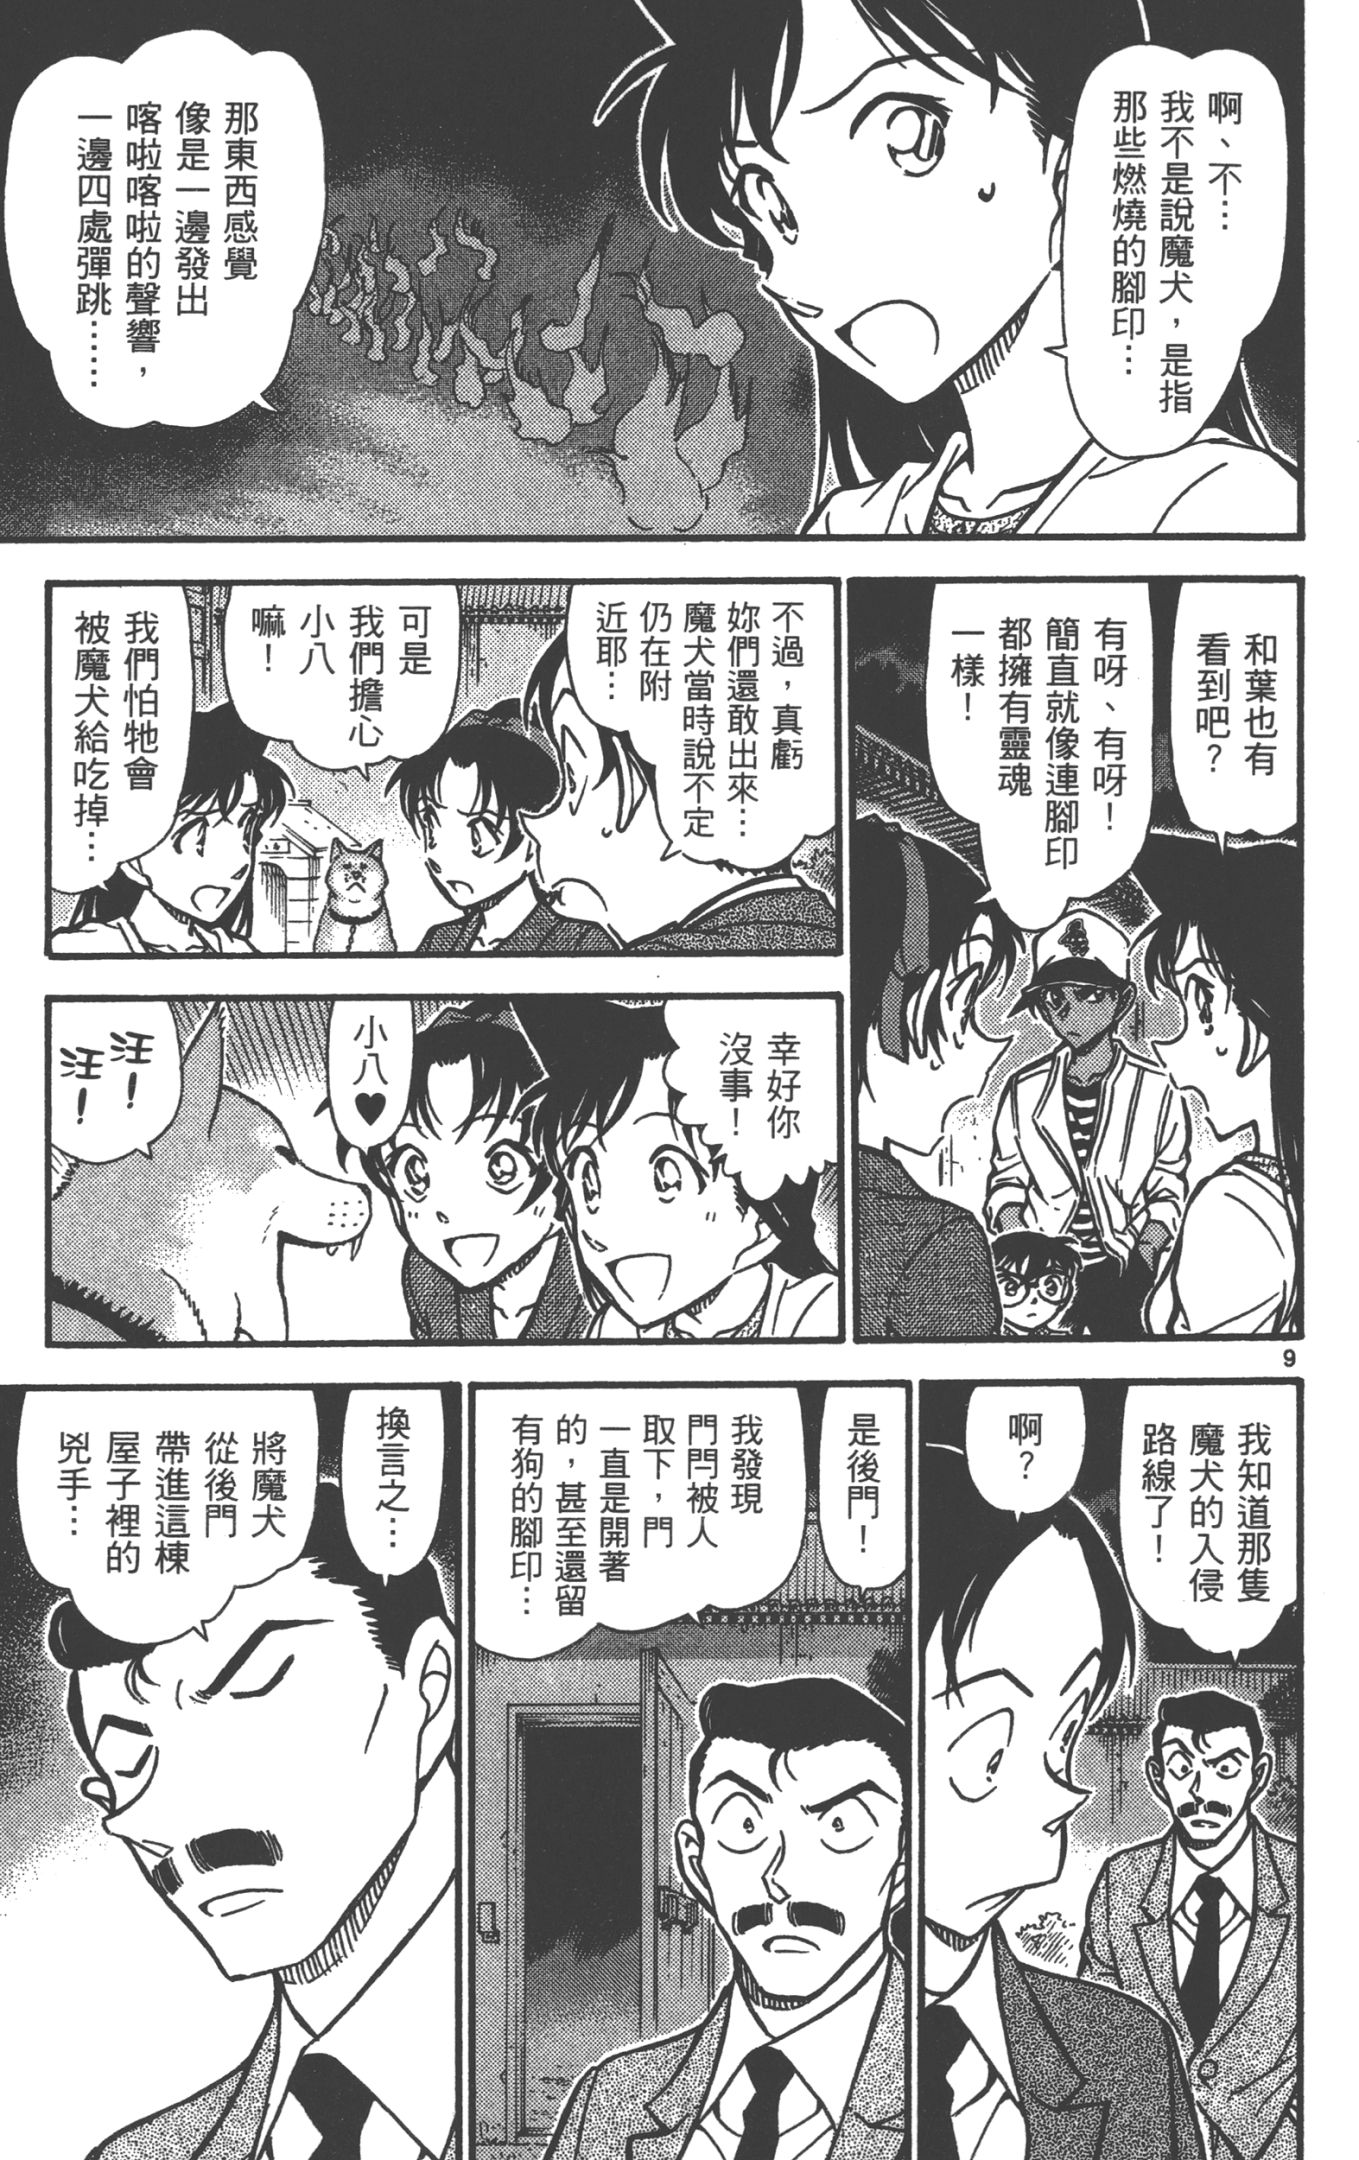 啊、不…
我不是說魔犬，是指
那些燃燒的腳印…
那東西感覺
像是一邊發出
喀啦喀啦的聲響，
一邊四處彈跳……
和葉也有
看到吧？
有呀、有呀！
簡直就像連腳印
都擁有靈魂
一樣！
不過，真虧
妳們還敢出來…
魔犬當時說不定
仍在附
近耶…
可是
我們擔心
小八
嘛！
我們怕牠會
被魔犬給吃掉…
幸好你
沒事！
小八♥
汪！
汪！
9
我知道那隻
魔犬的入侵
路線了！
啊？
是後門！
我發現
門閂被人
取下，門
一直是開著
的，甚至還留
有狗的腳印…
換言之…
將魔犬
從後門
帶進這棟
屋子裡的
兇手…